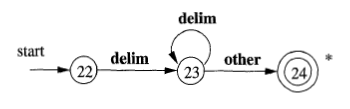 delim
start
delim
other
22
23
24
*